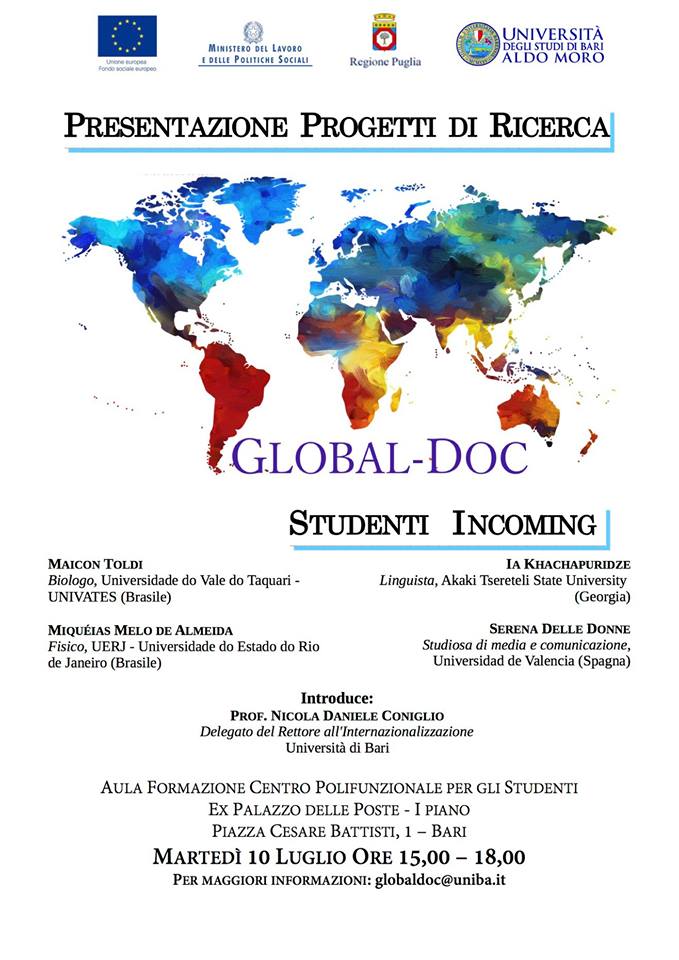 Unione europea
Fondo sociale europeo
MINISTERO DEL LAVORO
E DELLE POLITICHE SOCIALI
Regione Puglia
UNIVERSITÀ
DEGLI STUDI DI BARI
ALDO MORO
PRESENTAZIONE PROGETTI DI RICERCA
GLOBAL-DOC
STUDENTI INCOMING
MAICON TOLDI
Biologo, Universidade do Vale do Taquari -
UNIVATES (Brasile)
IA KHACHAPURIDZE
Linguista, Akaki Tsereteli State University
(Georgia)
MIQUÉIAS MELO DE ALMEIDA
Fisico, UERJ - Universidade do Estado do Rio
de Janeiro (Brasile)
SERENA DELLE DONNE
Studiosa di media e comunicazione,
Universidad de Valencia (Spagna)
Introduce:
PROF. NICOLA DANIELE CONIGLIO
Delegato del Rettore all'Internazionalizzazione
Università di Bari
AULA FORMAZIONE CENTRO POLIFUNZIONALE PER GLI STUDENTI
EX PALAZZO DELLE POSTE - I PIANO
PIAZZA CESARE BATTISTI, 1 – BARI
MARTEDÌ 10 LUGLIO ORE 15,00 – 18,00
PER MAGGIORI INFORMAZIONI: globaldoc@uniba.it